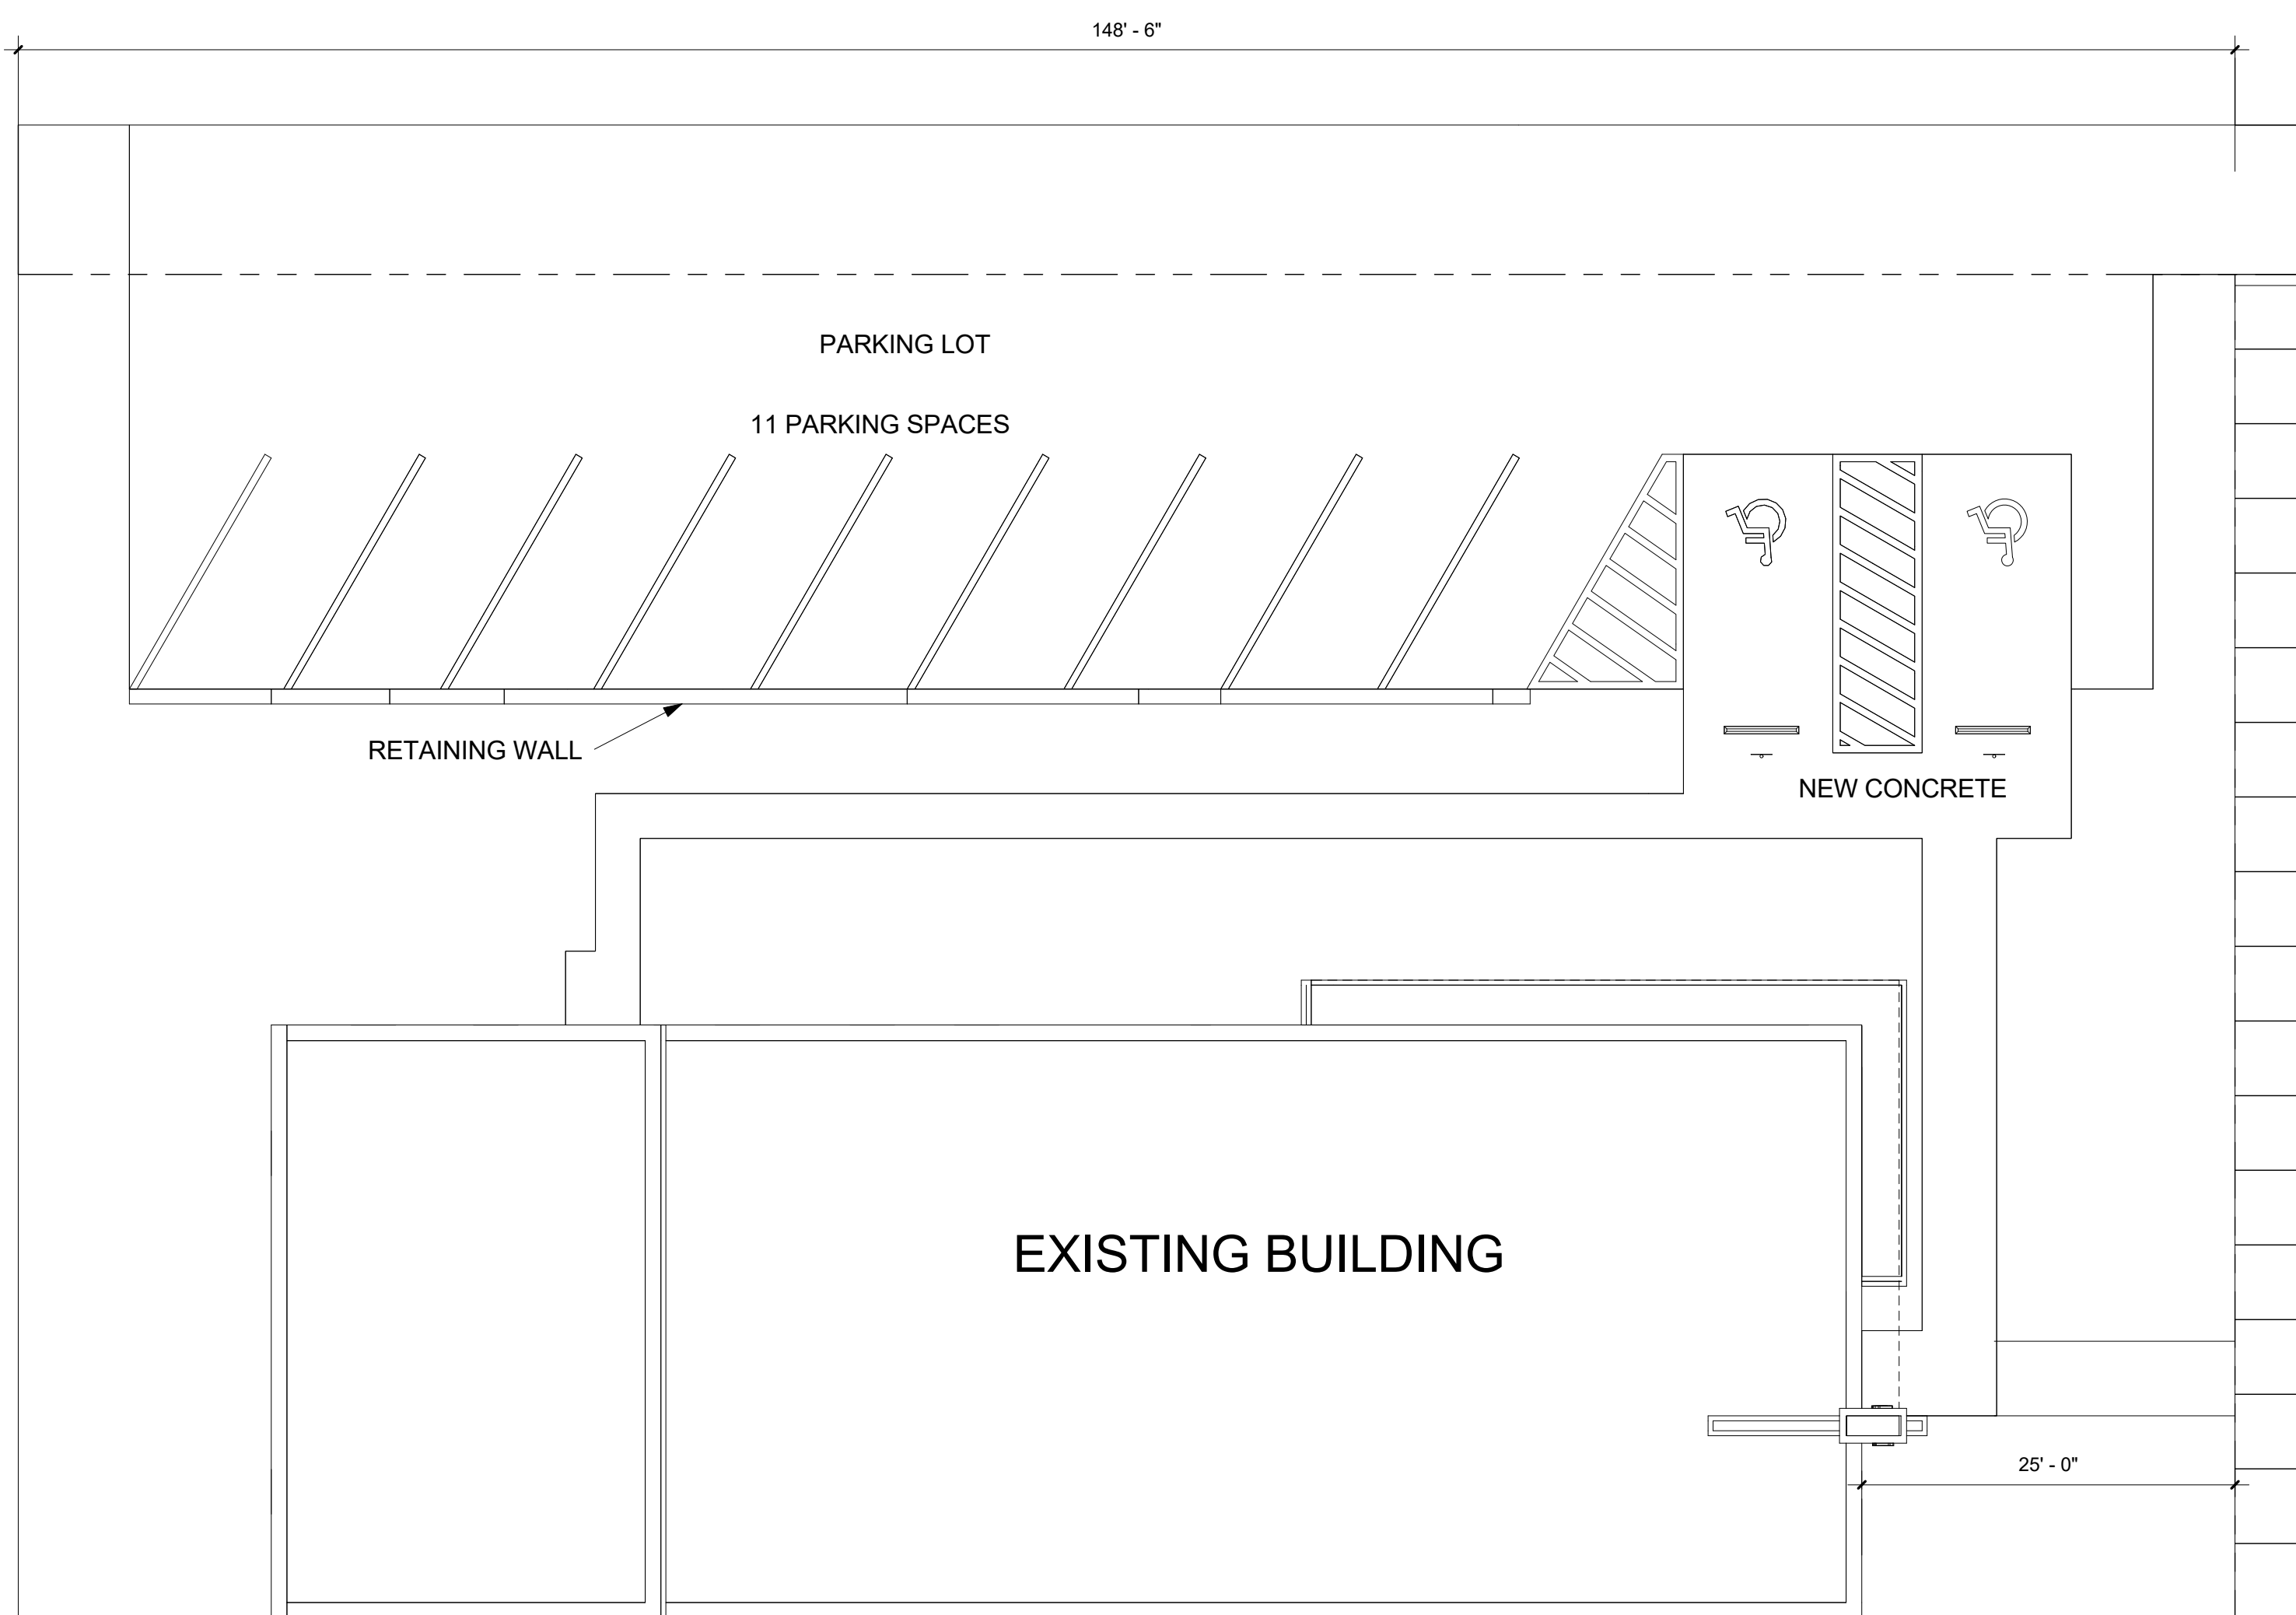 148' - 6"
PARKING LOT
11 PARKING SPACES
RETAINING WALL
NEW CONCRETE
EXISTING BUILDING
25' - 0"